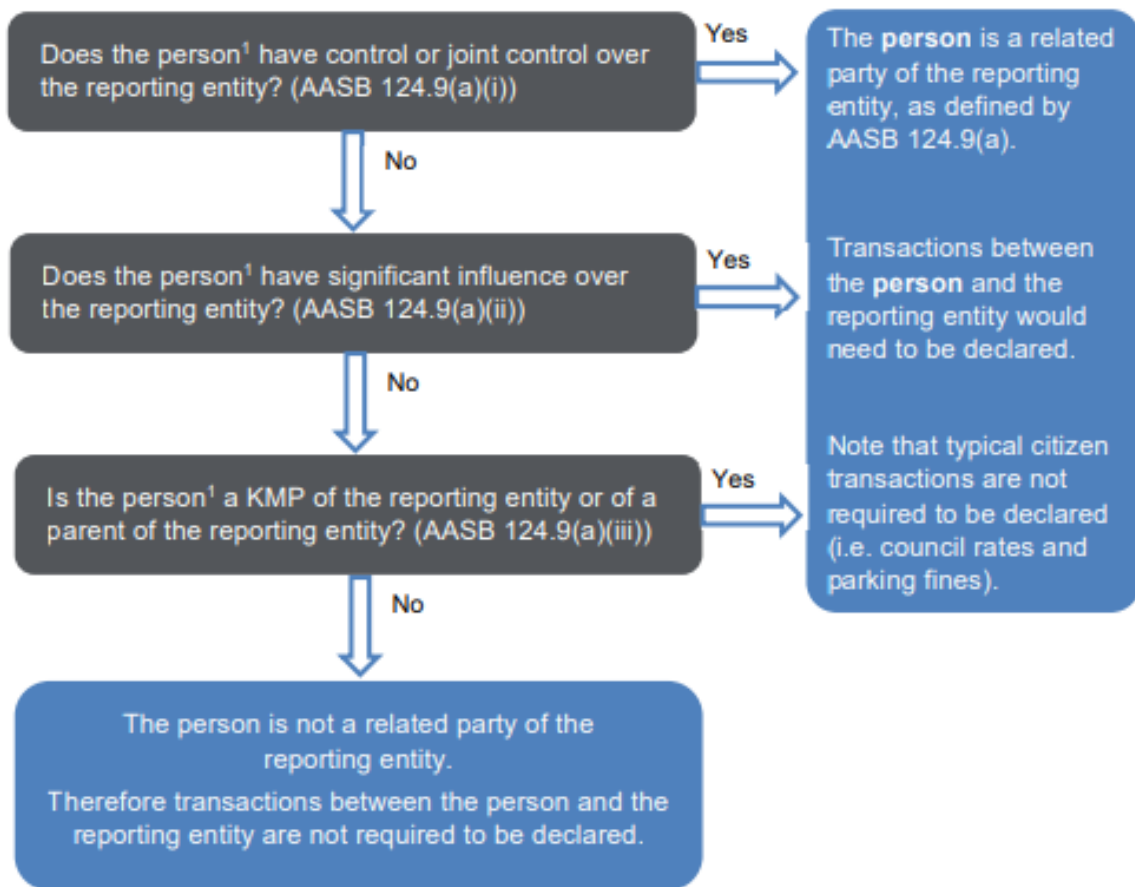 Does the person¹ have control or joint control over
the reporting entity? (AASB 124.9(a)(i))
Yes
The person is a related
party of the reporting
entity, as defined by
AASB 124.9(a).
No
Does the person¹ have significant influence over
the reporting entity? (AASB 124.9(a)(ii))
Yes
Transactions between
the person and the
reporting entity would
need to be declared.
No
Is the person¹ a KMP of the reporting entity or of a
parent of the reporting entity? (AASB 124.9(a)(iii))
Yes
Note that typical citizen
transactions are not
required to be declared
(i.e. council rates and
parking fines).
No
The person is not a related party of the
reporting entity.
Therefore transactions between the person and the
reporting entity are not required to be declared.